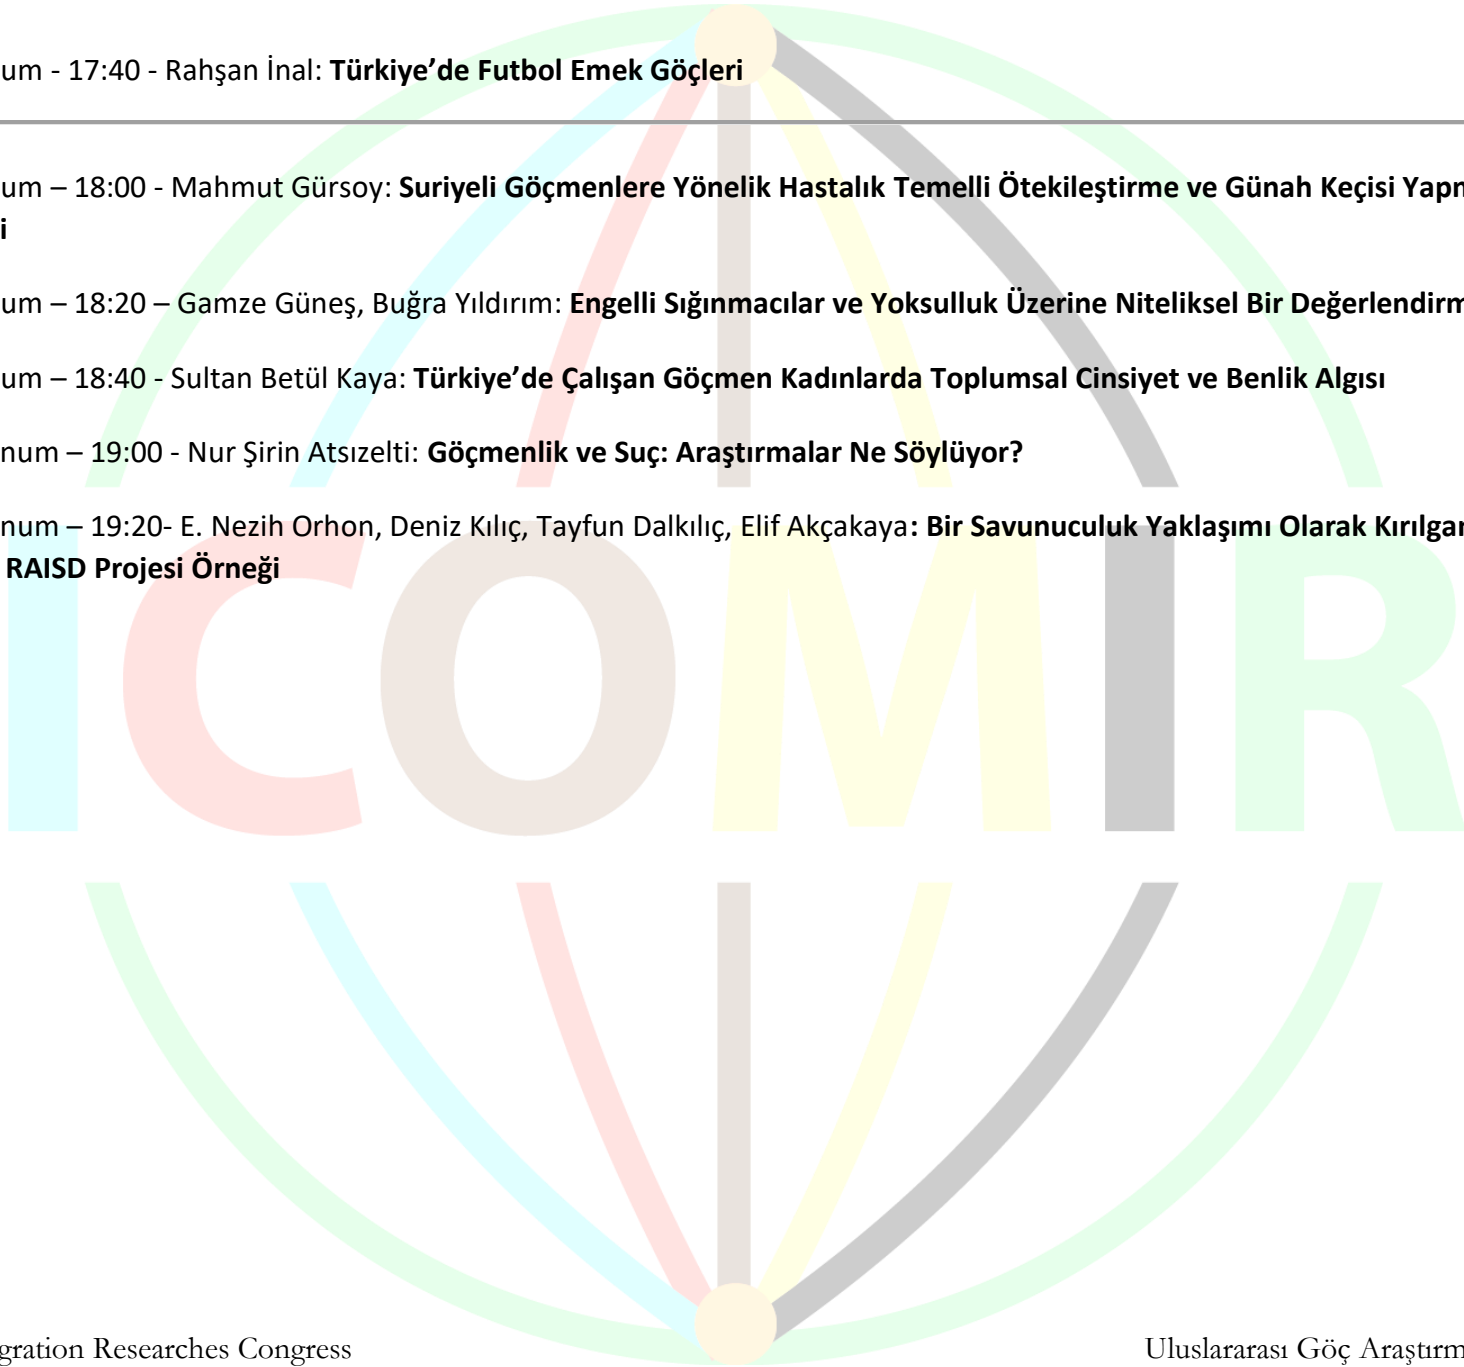 um - 17:40 - Rahşan İnal: Türkiye’de Futbol Emek Göçleri
um – 18:00 - Mahmut Gürsoy: Suriyeli Göçmenlere Yönelik Hastalık Temelli Ötekileştirme ve Günah Keçisi Yapm
i
um – 18:20 – Gamze Güneş, Buğra Yıldırım: Engelli Sığınmacılar ve Yoksulluk Üzerine Niteliksel Bir Değerlendirm
um – 18:40 - Sultan Betül Kaya: Türkiye’de Çalışan Göçmen Kadınlarda Toplumsal Cinsiyet ve Benlik Algısı
num – 19:00 - Nur Şirin Atsızelti: Göçmenlik ve Suç: Araştırmalar Ne Söylüyor?
num – 19:20- E. Nezih Orhon, Deniz Kılıç, Tayfun Dalkılıç, Elif Akçakaya: Bir Savunuculuk Yaklaşımı Olarak Kırılgan
RAISD Projesi Örneği
ICOMIR
gration Researches Congress
Uluslararası Göç Araştırm